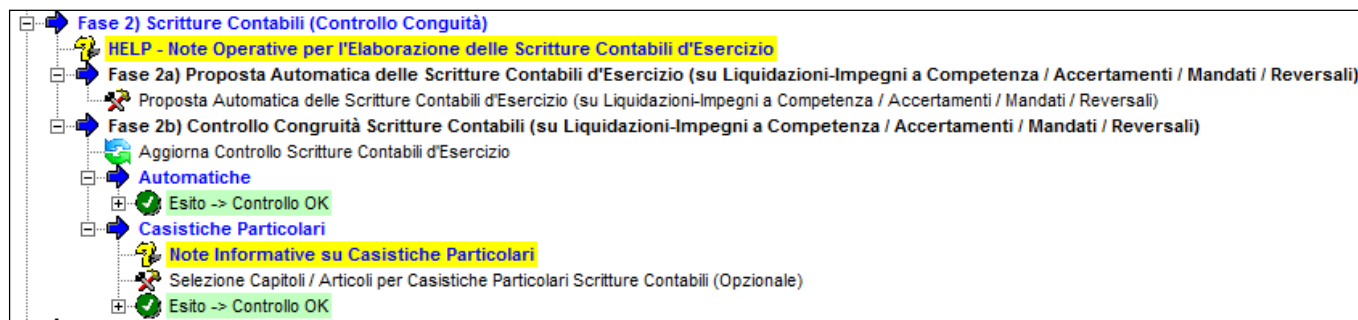 Fase 2) Scritture Contabili (Controllo Conguità)
HELP - Note Operative per l'Elaborazione delle Scritture Contabili d'Esercizio
Fase 2a) Proposta Automatica delle Scritture Contabili d'Esercizio (su Liquidazioni-Impegni a Competenza / Accertamenti / Mandati / Reversali)
Proposta Automatica delle Scritture Contabili d'Esercizio (su Liquidazioni-Impegni a Competenza / Accertamenti / Mandati / Reversali)
Fase 2b) Controllo Congruità Scritture Contabili (su Liquidazioni-Impegni a Competenza / Accertamenti / Mandati / Reversali)
Aggiorna Controllo Scritture Contabili d'Esercizio
Automatiche
Esito -> Controllo OK
Casistiche Particolari
Note Informative su Casistiche Particolari
Selezione Capitoli / Articoli per Casistiche Particolari Scritture Contabili (Opzionale)
Esito -> Controllo OK